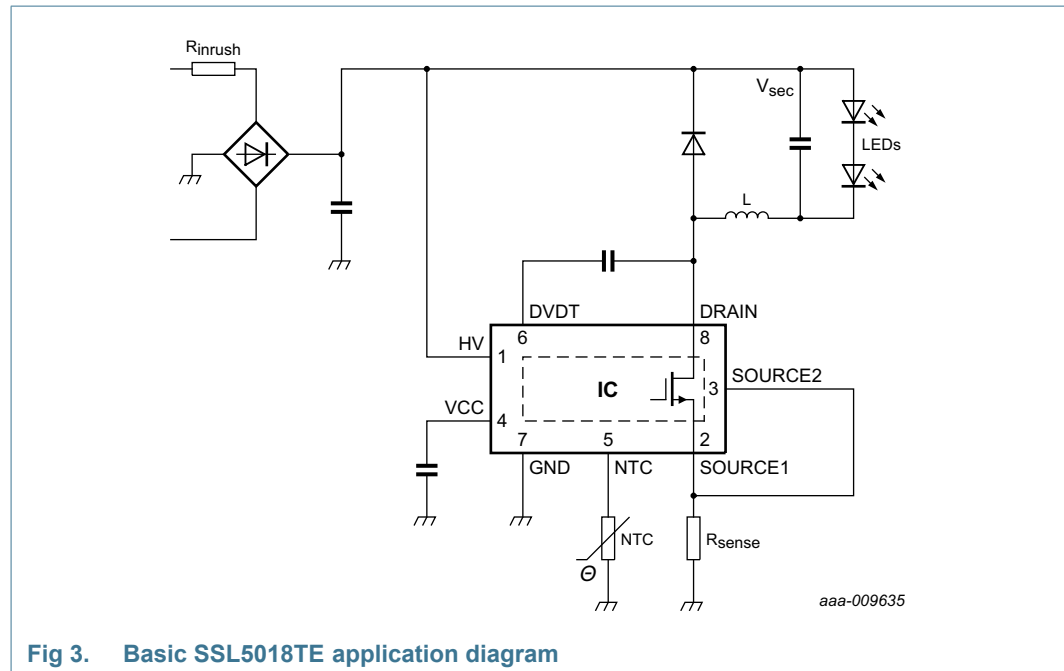 Rinrush
Vsec
LEDs
L
DVDT
DRAIN
6
8
HV
1
IC
3
SOURCE2
VCC
4
7
5
2
GND
NTC
SOURCE1
NTC
Θ
Rsense
aaa-009635
Fig 3. Basic SSL5018TE application diagram